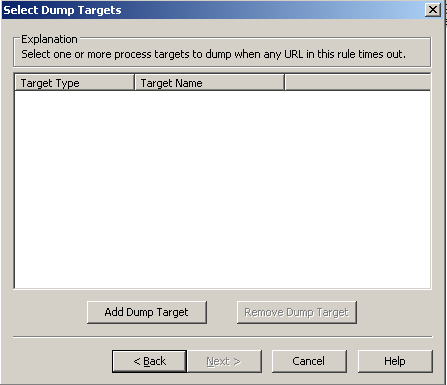 Select Dump Targets
Explanation
Select one or more process targets to dump when any URL in this rule times out.
Target Type Target Name
Add Dump Target Remove Dump Target
< Back Next > Cancel Help